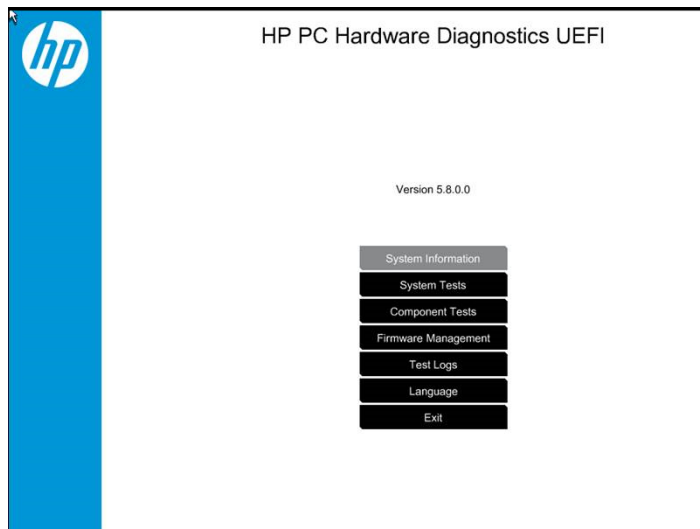 hp
HP PC Hardware Diagnostics UEFI
Version 5.8.0.0
System Information
System Tests
Component Tests
Firmware Management
Test Logs
Language
Exit